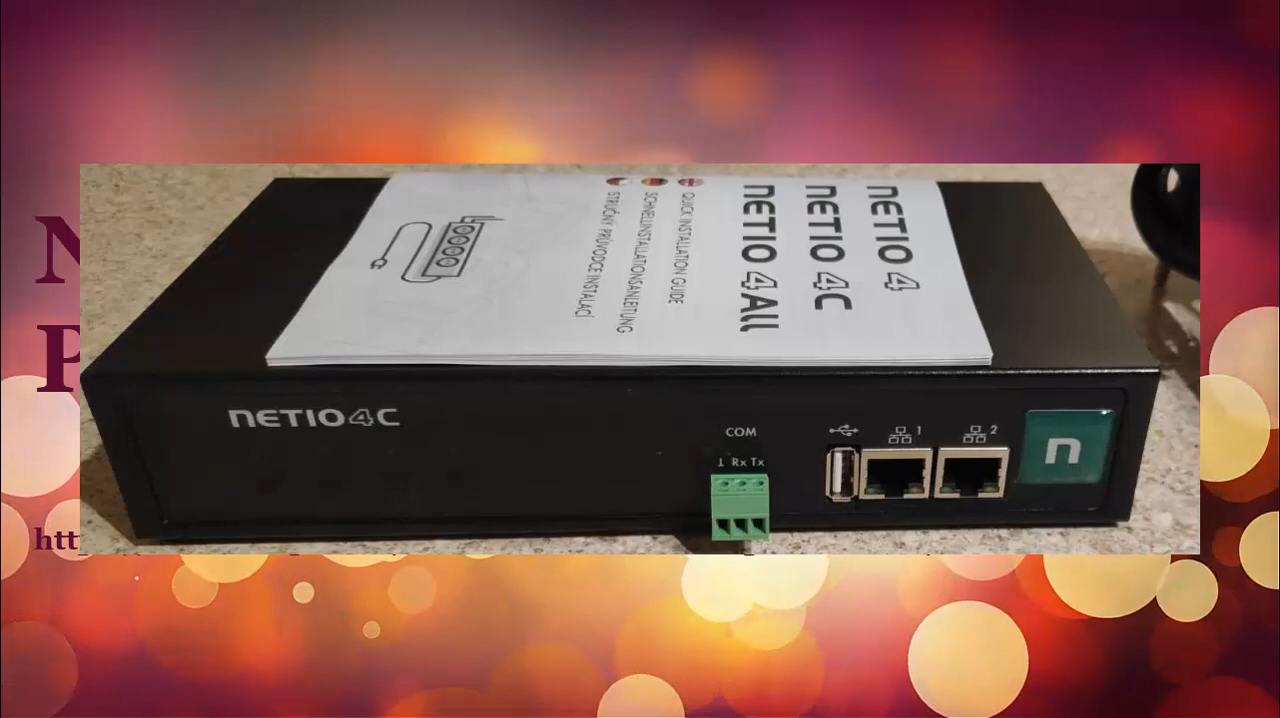 N
P
htt
NETIO 4
NETIO 4C
NETIO 4All
QUICK INSTALLATION GUIDE
SCHNELLINSTALLATIONSANLEITUNG
STRUČNÝ PRŮVODCE INSTALACÍ
NETIO4C
COM
⊥ Rx Tx
1
2
n